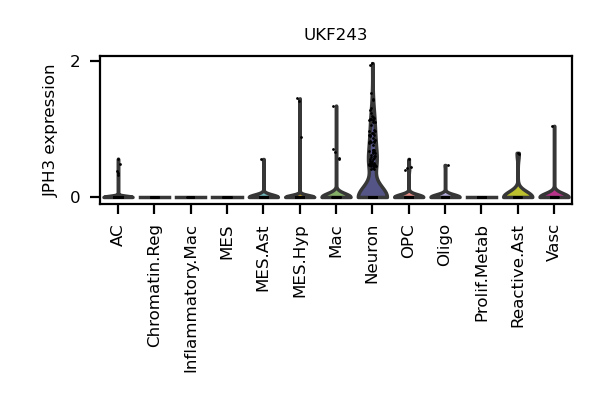 UKF243
JPH3 expression
2
0
AC
Chromatin.Reg
Inflammatory.Mac
MES
MES.Ast
MES.Hyp
Mac
Neuron
OPC
Oligo
Prolif.Metab
Reactive.Ast
Vasc